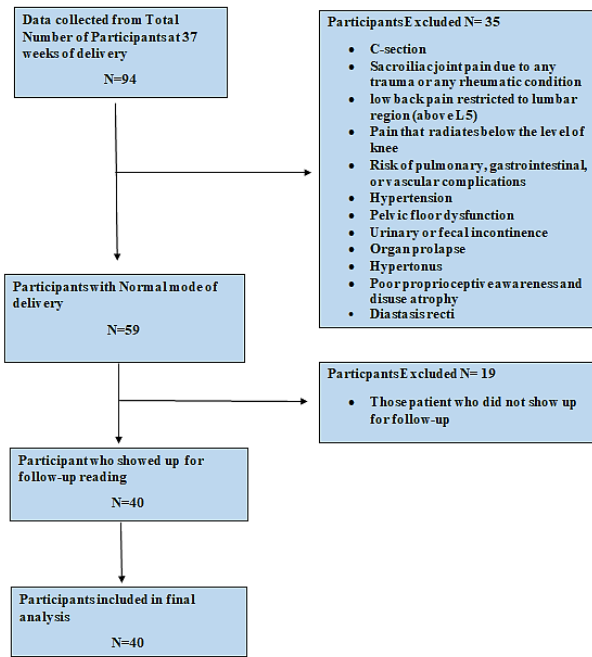 Data collected from Total
Number of Participants at 37
weeks of delivery
N=94
Participants Excluded N= 35
• C-section
• Sacroiliac joint pain due to any
trauma or any rheumatic condition
• low back pain restricted to lumbar
region (above L5)
• Pain that radiates below the level of
knee
• Risk of pulmonary, gastrointestinal,
or vascular complications
• Hypertension
• Pelvic floor dysfunction
• Urinary or fecal incontinence
• Organ prolapse
• Hypertonus
• Poor proprioceptive awareness and
disuse atrophy
• Diastasis recti
Participants with Normal mode of
delivery
N=59
Particpants Excluded N= 19
• Those patient who did not show up
for follow-up
Participant who showed up for
follow-up reading
N=40
Participants included in final
analysis
N=40